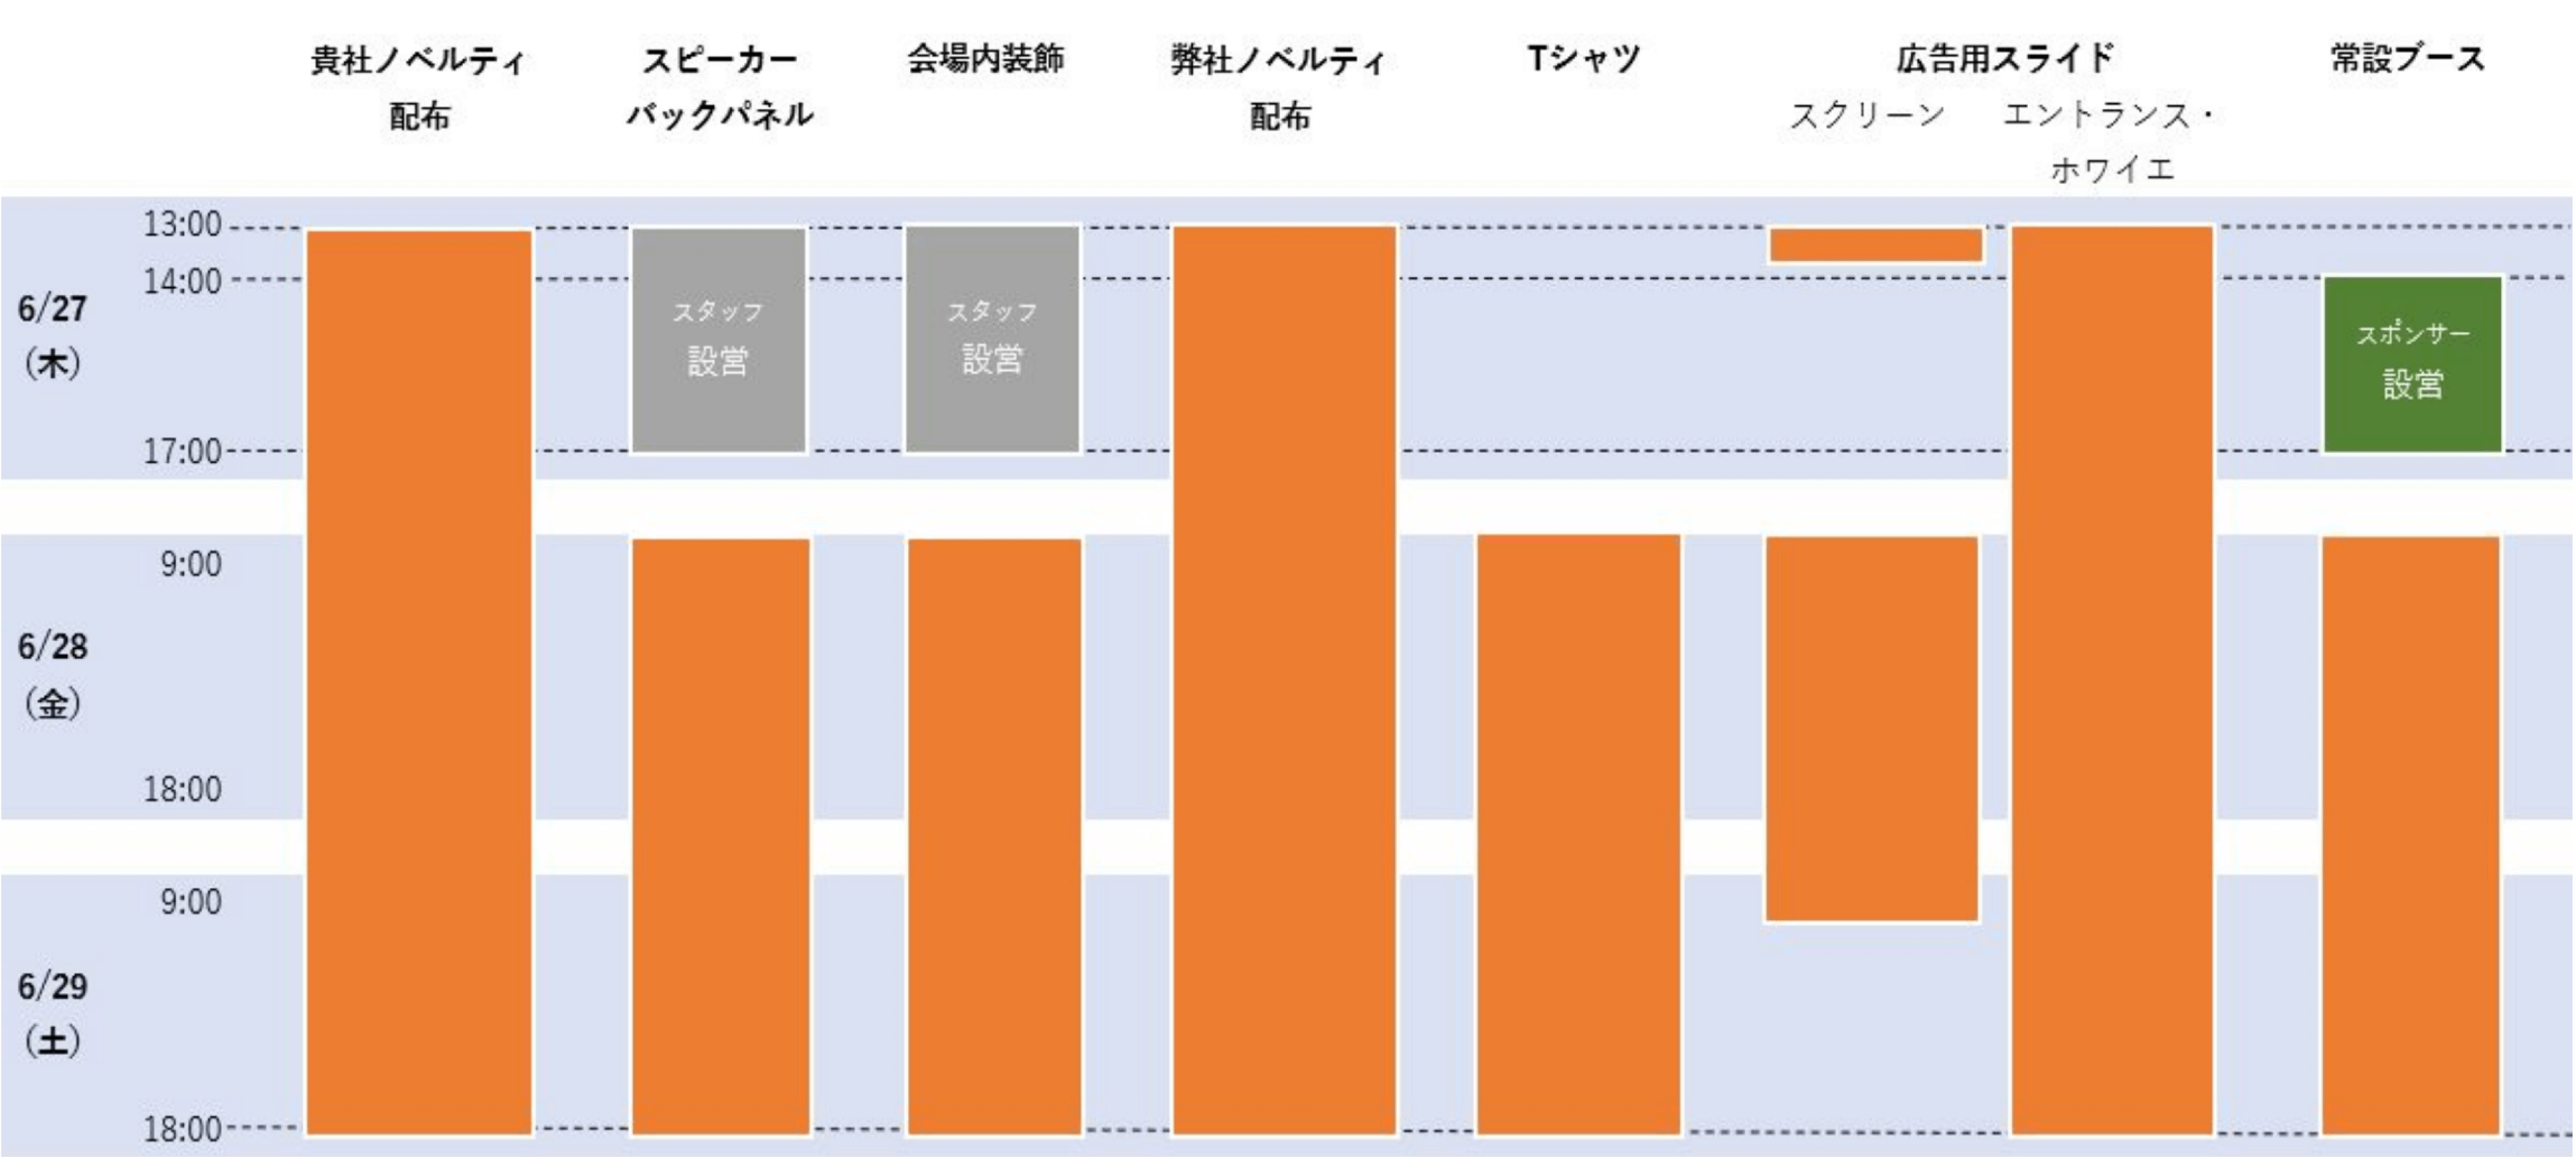 貴社ノベルティ
配布
スピーカー
バックパネル
会場内装飾
弊社ノベルティ
配布
Tシャツ
広告用スライド
スクリーン
エントランス・
ホワイエ
常設ブース
6/27
(木)
13:00
14:00
17:00
スタッフ
設営
スタッフ
設営
スポンサー
設営
6/28
(金)
9:00
18:00
6/29
(土)
9:00
18:00